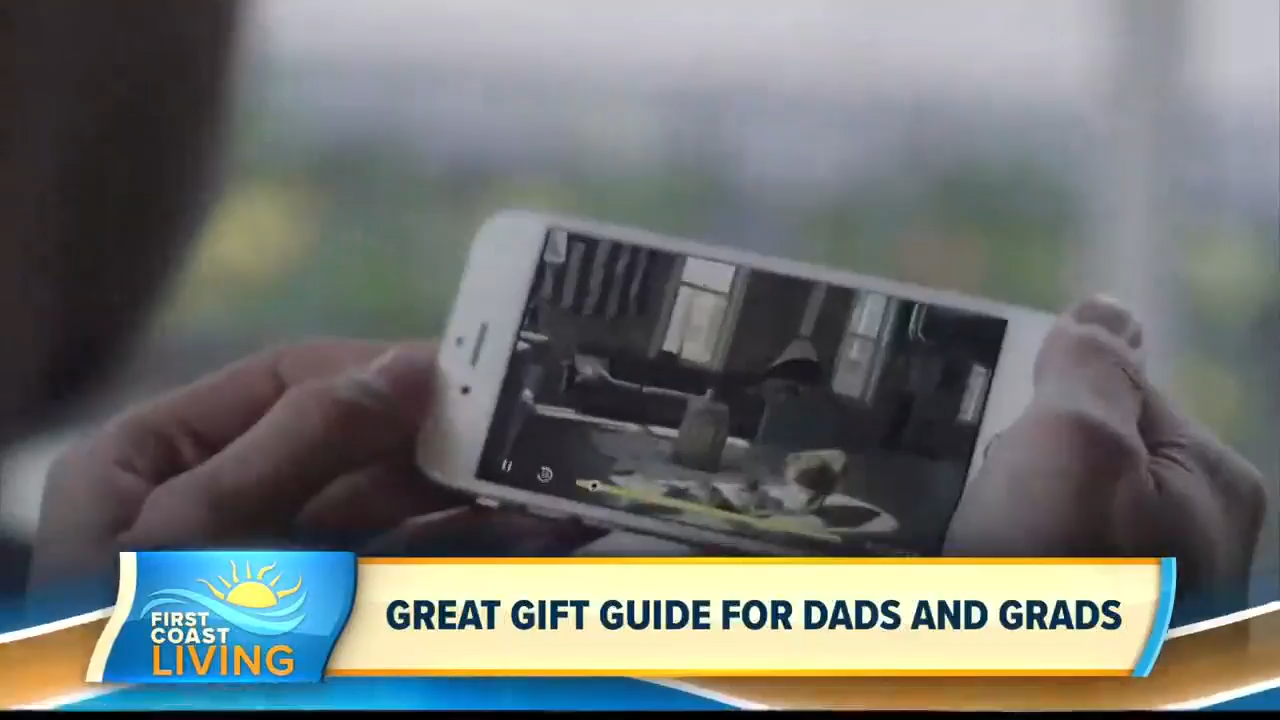 FIRST
COAST
LIVING
GREAT GIFT GUIDE FOR DADS AND GRADS